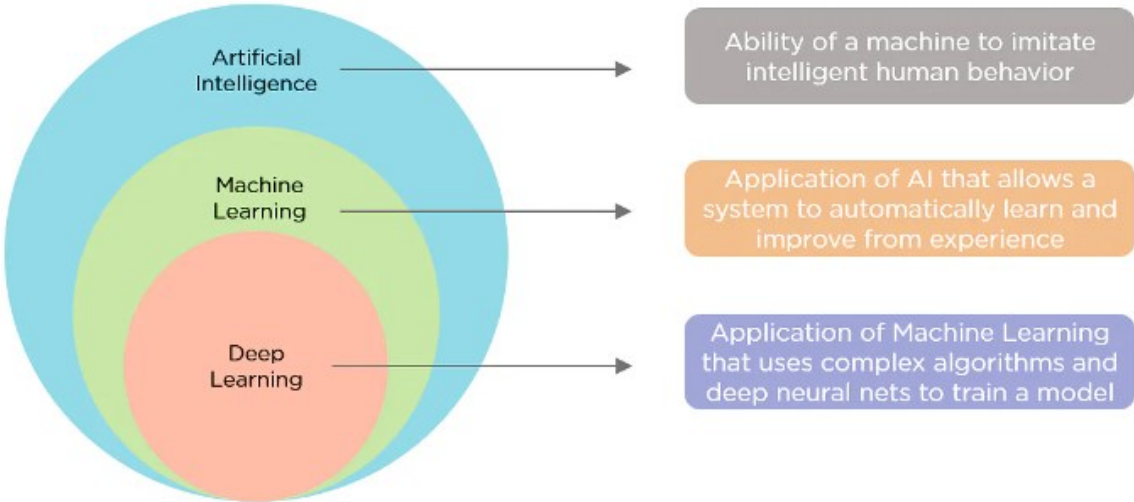 Artificial
Intelligence
Ability of a machine to imitate
intelligent human behavior
Machine
Learning
Application of AI that allows a
system to automatically learn and
improve from experience
Deep
Learning
Application of Machine Learning
that uses complex algorithms and
deep neural nets to train a model